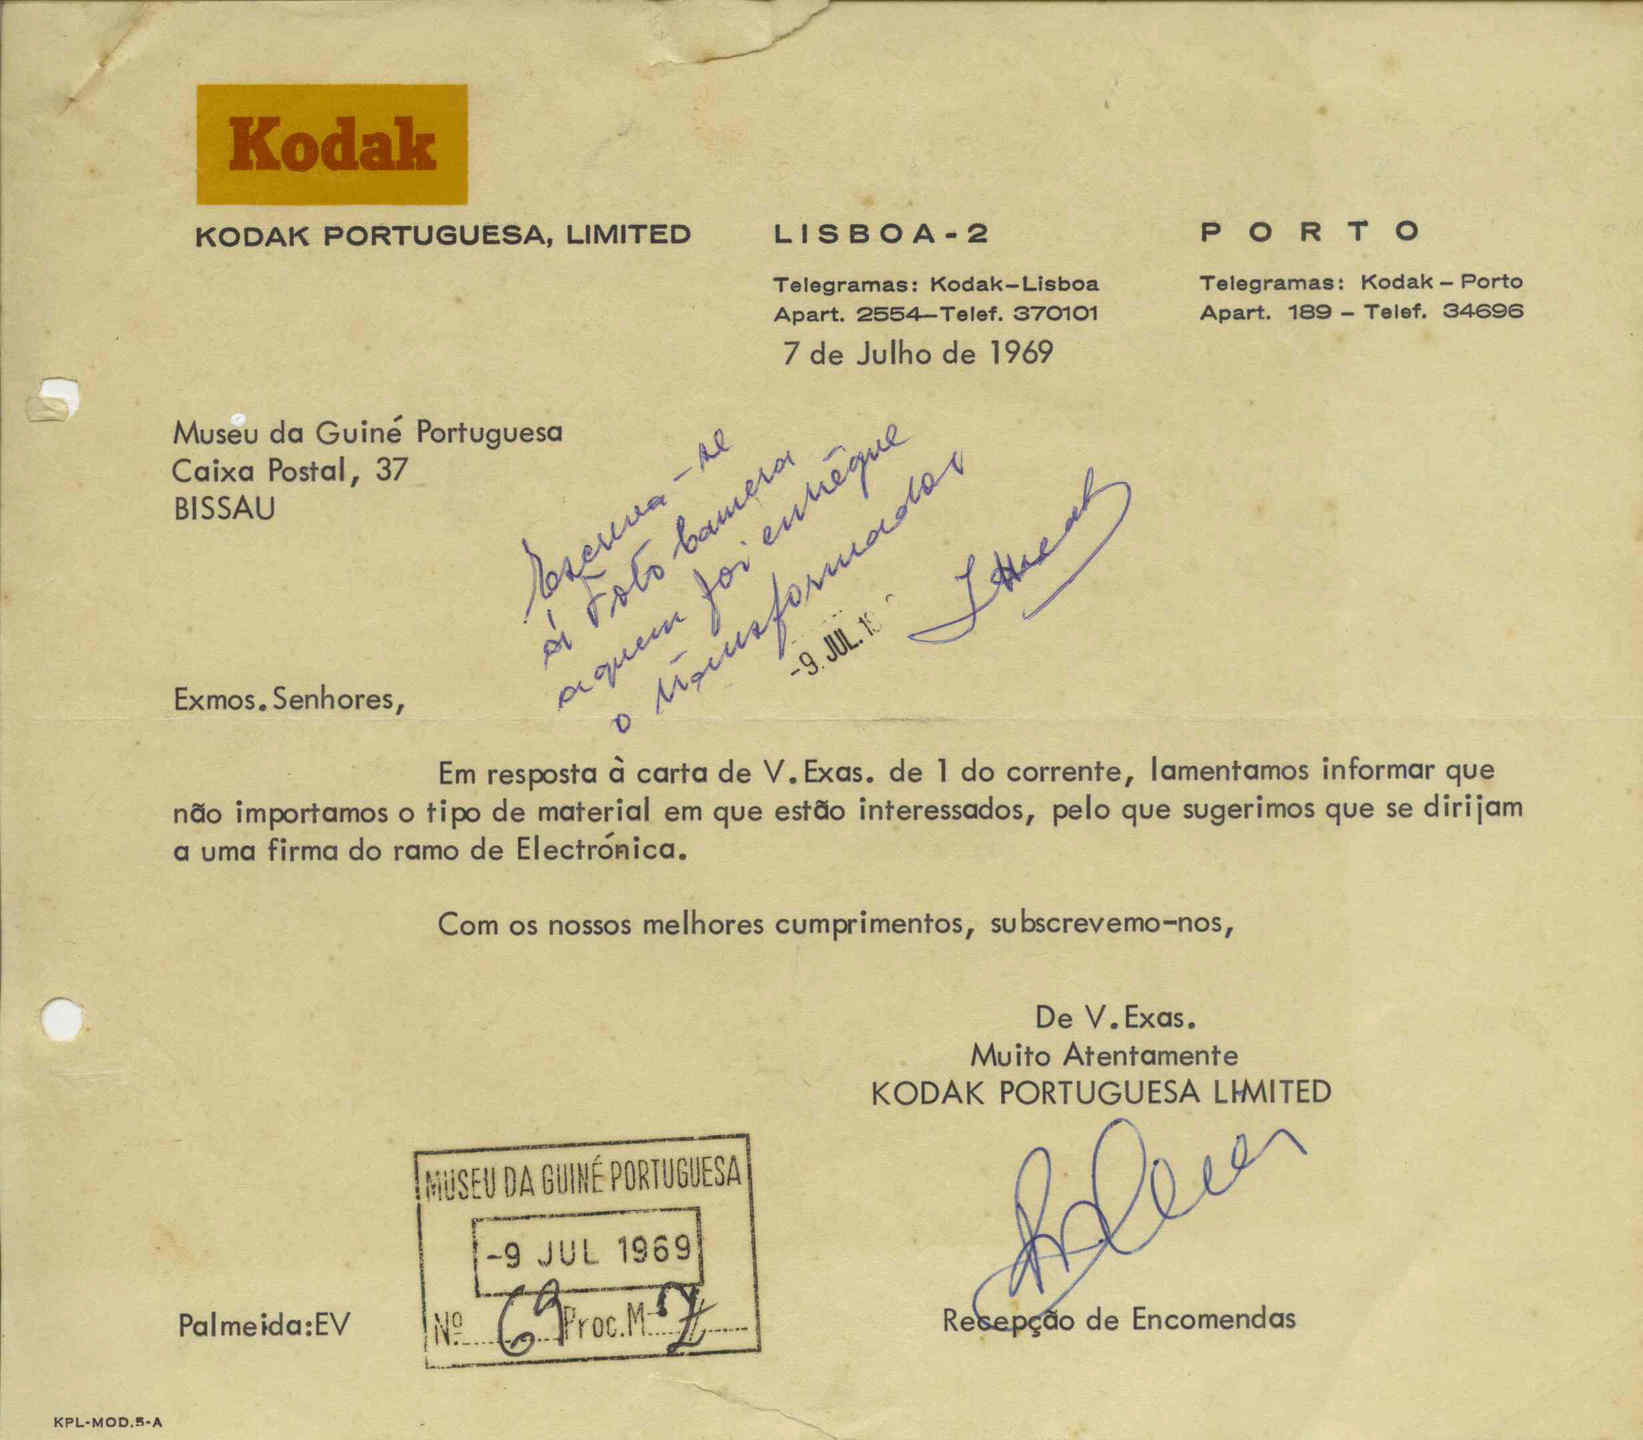 Kodak
KODAK PORTUGUESA, LIMITED
LISBOA-2
Telegramas: Kodak-Lisboa
Apart. 2554-Telef. 370101
PORTO
Telegramas: Kodak - Porto
Apart. 189 - Telef. 34696
7 de Julho de 1969
Museu da Guiné Portuguesa
Caixa Postal, 37
BISSAU
Escreva-se
à Foto Camera
a quem foi entrègue
o transformador
-9. JUL. 1
Exmos. Senhores,
Em resposta à carta de V.Exas. de 1 do corrente, lamentamos informar que
não importamos o tipo de material em que estão interessados, pelo que sugerimos que se dirijam
a uma firma do ramo de Electrónica.
Com os nossos melhores cumprimentos, subscrevemo-nos,
De V.Exas.
Muito Atentamente
KODAK PORTUGUESA LIMITED
MUSEU DA GUINÉ PORTUGUESA
-9 JUL 1969
Nº 69 Proc. M 7
Recepção de Encomendas
Palmeida:EV
KPL-MOD.5-A